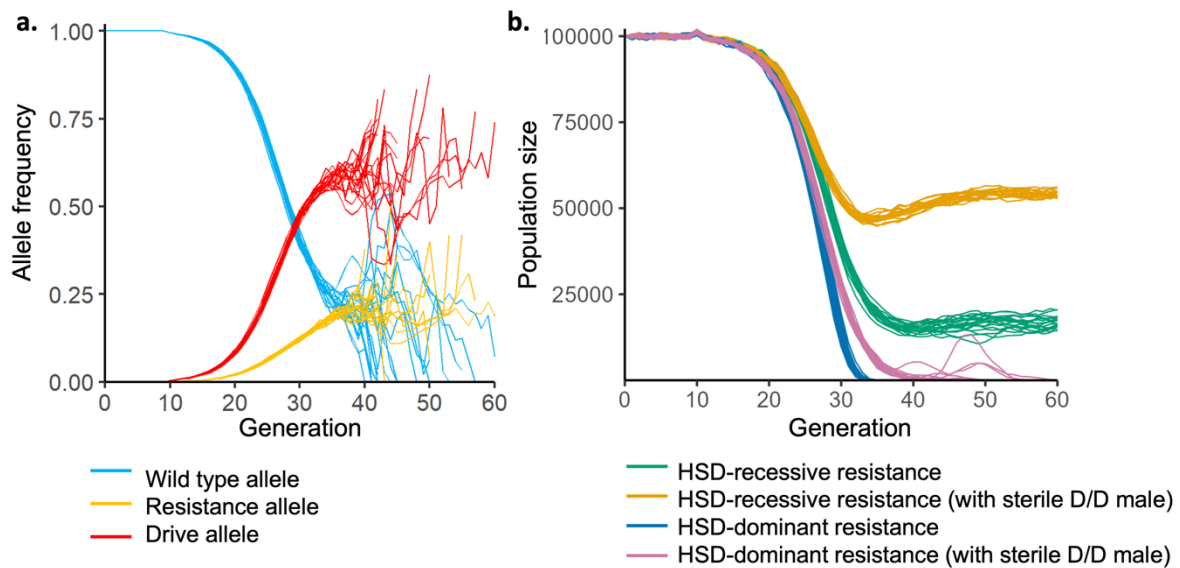 a.
Allele frequency
1.00
0.75
0.50
0.25
0.00
0 10 20 30 40 50 60
Generation
Wild type allele
Resistance allele
Drive allele
b.
Population size
100000
75000
50000
25000
0 10 20 30 40 50 60
Generation
HSD-recessive resistance
HSD-recessive resistance (with sterile D/D male)
HSD-dominant resistance
HSD-dominant resistance (with sterile D/D male)